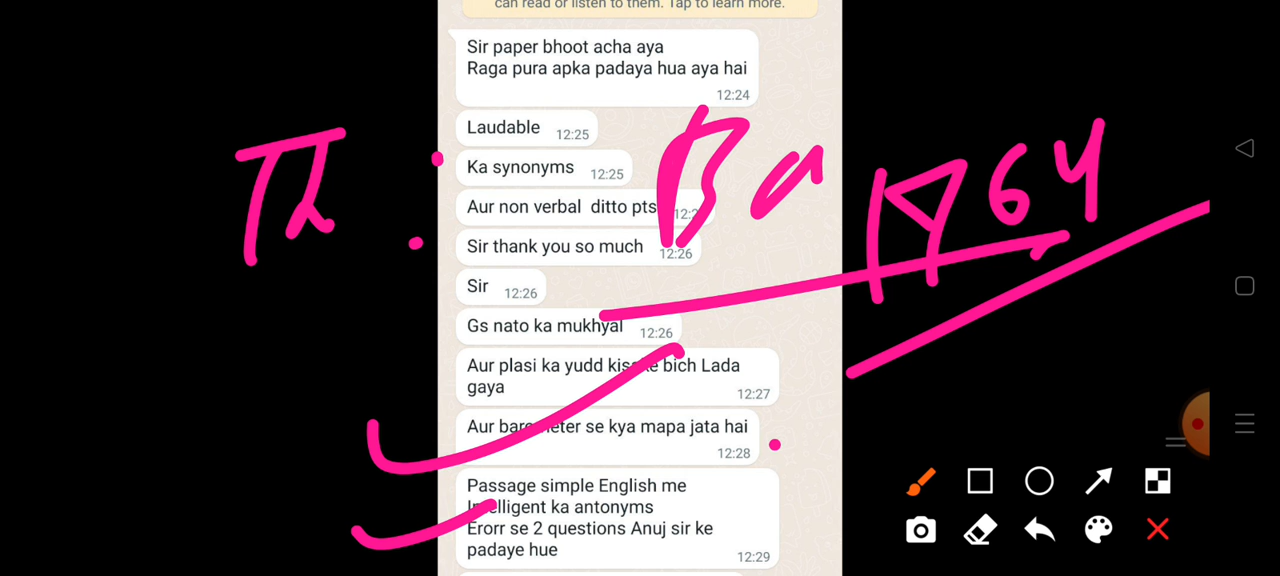 can read or listen to them. Tap to learn more.
Sir paper bhoot acha aya
Raga pura apka padaya hua aya hai
12:24
Laudable 12:25
Ka synonyms 12:25
Aur non verbal ditto pts
Sir thank you so much 12:26
Sir 12:26
Gs nato ka mukhyal 12:26
Aur plasi ka yudd kisske bich Lada
gaya
12:27
Aur barometer se kya mapa jata hai
12:28
Passage simple English me
Intelligent ka antonyms
Erorr se 2 questions Anuj sir ke
padaye hue
12:29
Th
Ba
1764